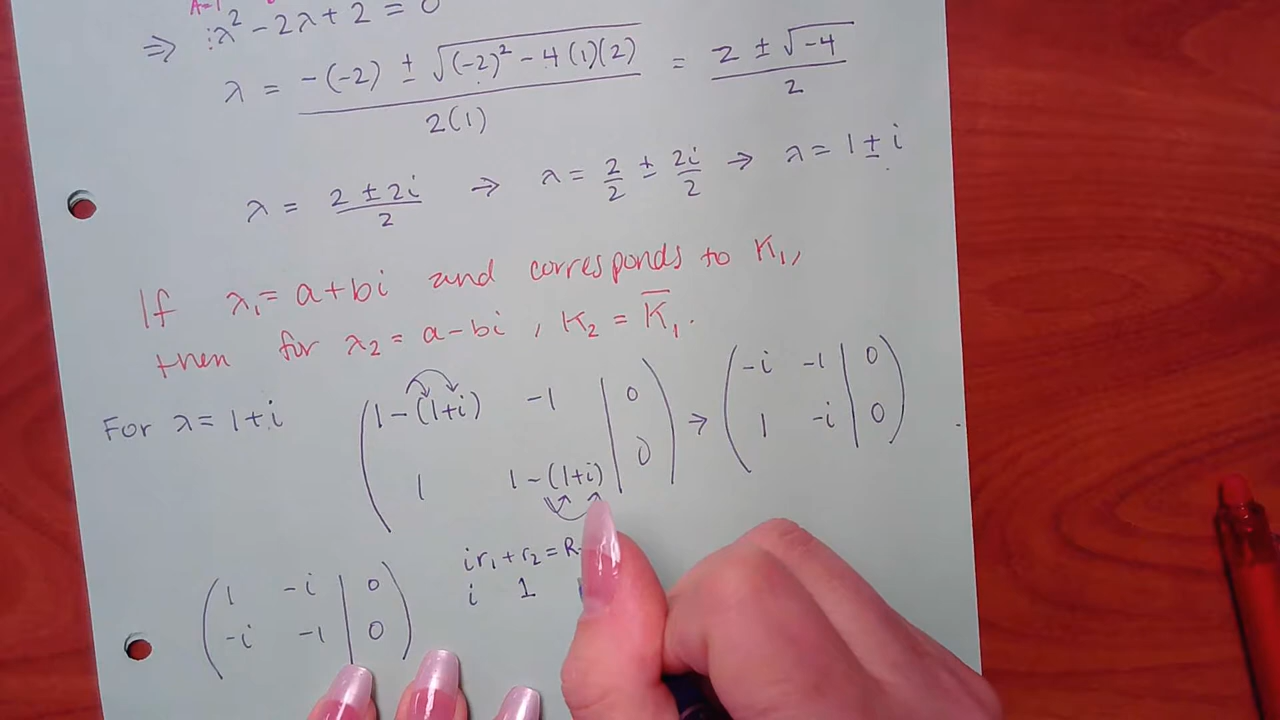 A=1
⇒ λ² - 2λ + 2 = 0
λ = -(-2) ± √((-2)² - 4(1)(2)) / 2(1) = 2 ± √-4 / 2
λ = 2 ± 2i / 2 → λ = 2/2 ± 2i/2 → λ = 1 ± i
If λ₁ = a+bi and corresponds to K₁,
then for λ₂ = a-bi, K₂ = K̅₁.
For λ = 1+i ( 1-(1+i) -1 | 0 ) → ( -i -1 | 0 )
( 1 1-(1+i) | 0 ) ( 1 -i | 0 )
( 1 -i | 0 ) ir₁ + r₂ = R
( -i -1 | 0 ) i 1